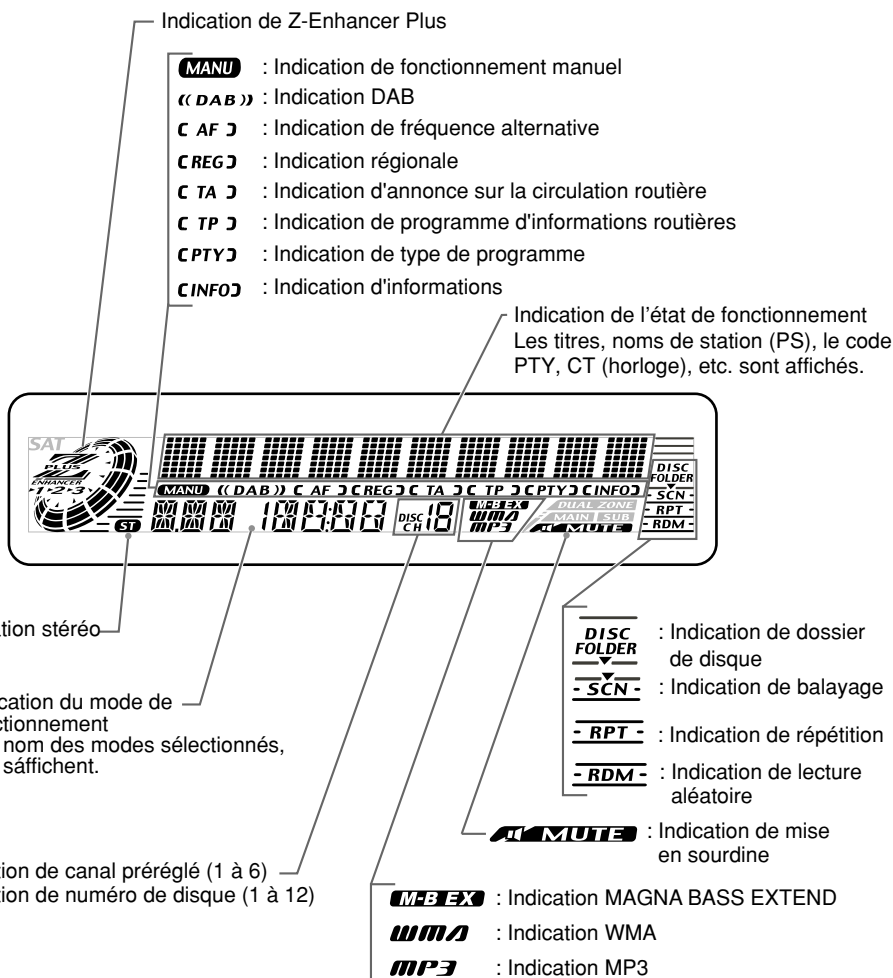 Indication de Z-Enhancer Plus
MANU : Indication de fonctionnement manuel
((DAB)) : Indication DAB
[ AF ] : Indication de fréquence alternative
[REG] : Indication régionale
[ TA ] : Indication d'annonce sur la circulation routière
[ TP ] : Indication de programme d'informations routières
[PTY] : Indication de type de programme
[INFO] : Indication d'informations
Indication de l'état de fonctionnement
Les titres, noms de station (PS), le code
PTY, CT (horloge), etc. sont affichés.
SAT
Z
PLUS
ENHANCER
1•2•3
ST
MANU ((DAB)) [ AF ] [REG] [ TA ] [ TP ] [PTY] [INFO]
DISC
CH
18
M-B EX
WMA
MP3
DUAL ZONE
MAIN SUB
MUTE
DISC
FOLDER
- SCN -
- RPT -
- RDM -
ation stéréo
ication du mode de
ctionnement
nom des modes sélectionnés,
sáffichent.
tion de canal préréglé (1 à 6)
tion de numéro de disque (1 à 12)
DISC
FOLDER : Indication de dossier
de disque
- SCN - : Indication de balayage
- RPT - : Indication de répétition
- RDM - : Indication de lecture
aléatoire
MUTE : Indication de mise
en sourdine
M-B EX : Indication MAGNA BASS EXTEND
WMA : Indication WMA
MP3 : Indication MP3